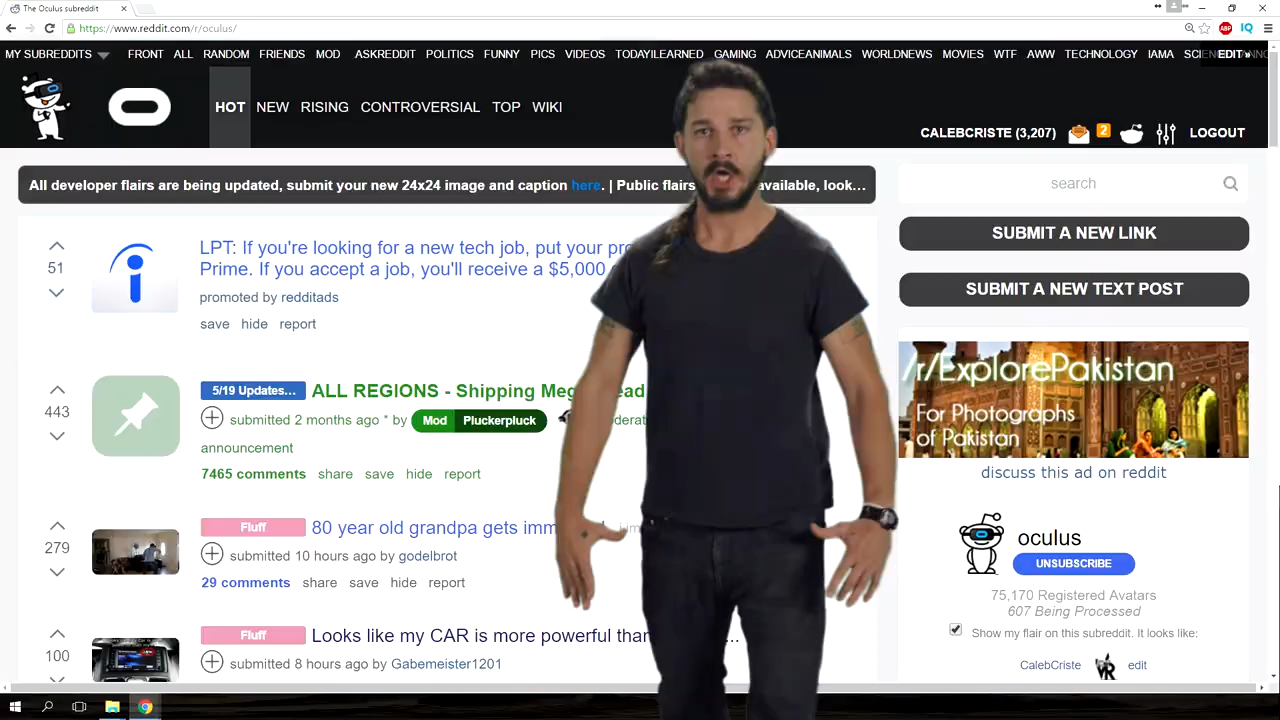 The Oculus subreddit
https://www.reddit.com/r/oculus/
MY SUBREDDITS FRONT ALL RANDOM FRIENDS MOD ASKREDDIT POLITICS FUNNY PICS VIDEOS TODAYILEARNED GAMING ADVICEANIMALS WORLDNEWS MOVIES WTF AWW TECHNOLOGY IAMA EDIT »
HOT NEW RISING CONTROVERSIAL TOP WIKI
CALEBCRISTE (3,207) 2 LOGOUT
All developer flairs are being updated, submit your new 24x24 image and caption here. | Public flairs available, look...
search
SUBMIT A NEW LINK
SUBMIT A NEW TEXT POST
51
LPT: If you're looking for a new tech job, put your
Prime. If you accept a job, you'll receive a $5,000
promoted by redditads
save hide report
443
5/19 Updates... ALL REGIONS - Shipping
submitted 2 months ago * by Mod Pluckerpluck
announcement
7465 comments share save hide report
279
Fluff 80 year old grandpa gets
submitted 10 hours ago by godelbrot
29 comments share save hide report
100
Fluff Looks like my CAR is more powerful ...
submitted 8 hours ago by Gabemeister1201
/r/ExplorePakistan
For Photographs
of Pakistan
discuss this ad on reddit
oculus
UNSUBSCRIBE
75,170 Registered Avatars
607 Being Processed
Show my flair on this subreddit. It looks like:
CalebCriste VR edit